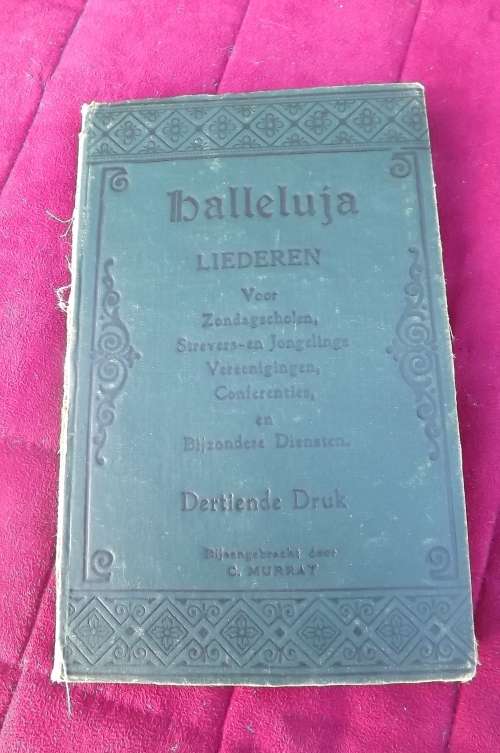 Halleluja
LIEDEREN
Voor
Zondagscholen,
Strevers-en Jongelings
Vereenigingen,
Conferenties,
en
Bijzondere Diensten.
Dertiende Druk
Bijeengebracht door
C. MURRAY